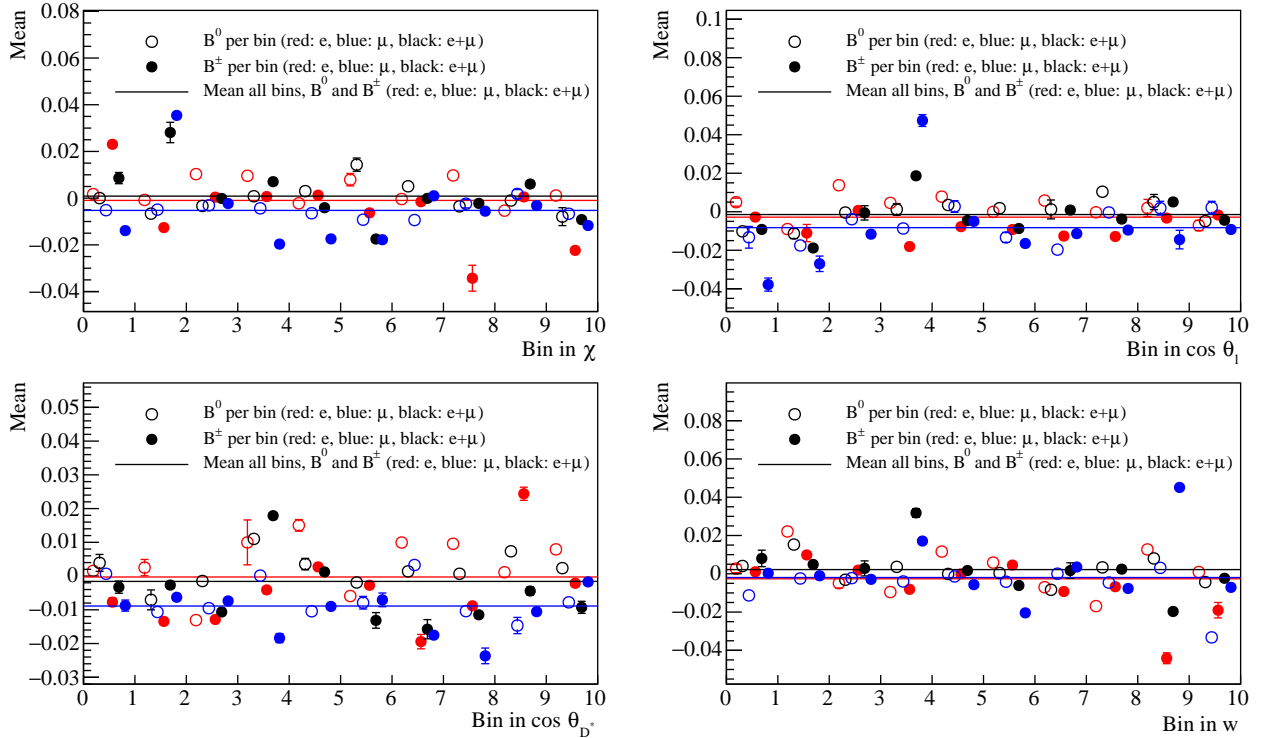 Mean
0.08
0.06
0.04
0.02
0
−0.02
−0.04
B⁰ per bin (red: e, blue: μ, black: e+μ)
B± per bin (red: e, blue: μ, black: e+μ)
Mean all bins, B⁰ and B± (red: e, blue: μ, black: e+μ)
0 1 2 3 4 5 6 7 8 9 10
Bin in χ
Mean
0.1
0.08
0.06
0.04
0.02
0
−0.02
−0.04
B⁰ per bin (red: e, blue: μ, black: e+μ)
B± per bin (red: e, blue: μ, black: e+μ)
Mean all bins, B⁰ and B± (red: e, blue: μ, black: e+μ)
0 1 2 3 4 5 6 7 8 9 10
Bin in cos θ_l
Mean
0.05
0.04
0.03
0.02
0.01
0
−0.01
−0.02
−0.03
B⁰ per bin (red: e, blue: μ, black: e+μ)
B± per bin (red: e, blue: μ, black: e+μ)
Mean all bins, B⁰ and B± (red: e, blue: μ, black: e+μ)
0 1 2 3 4 5 6 7 8 9 10
Bin in cos θ_D*
Mean
0.08
0.06
0.04
0.02
0
−0.02
−0.04
B⁰ per bin (red: e, blue: μ, black: e+μ)
B± per bin (red: e, blue: μ, black: e+μ)
Mean all bins, B⁰ and B± (red: e, blue: μ, black: e+μ)
0 1 2 3 4 5 6 7 8 9 10
Bin in w